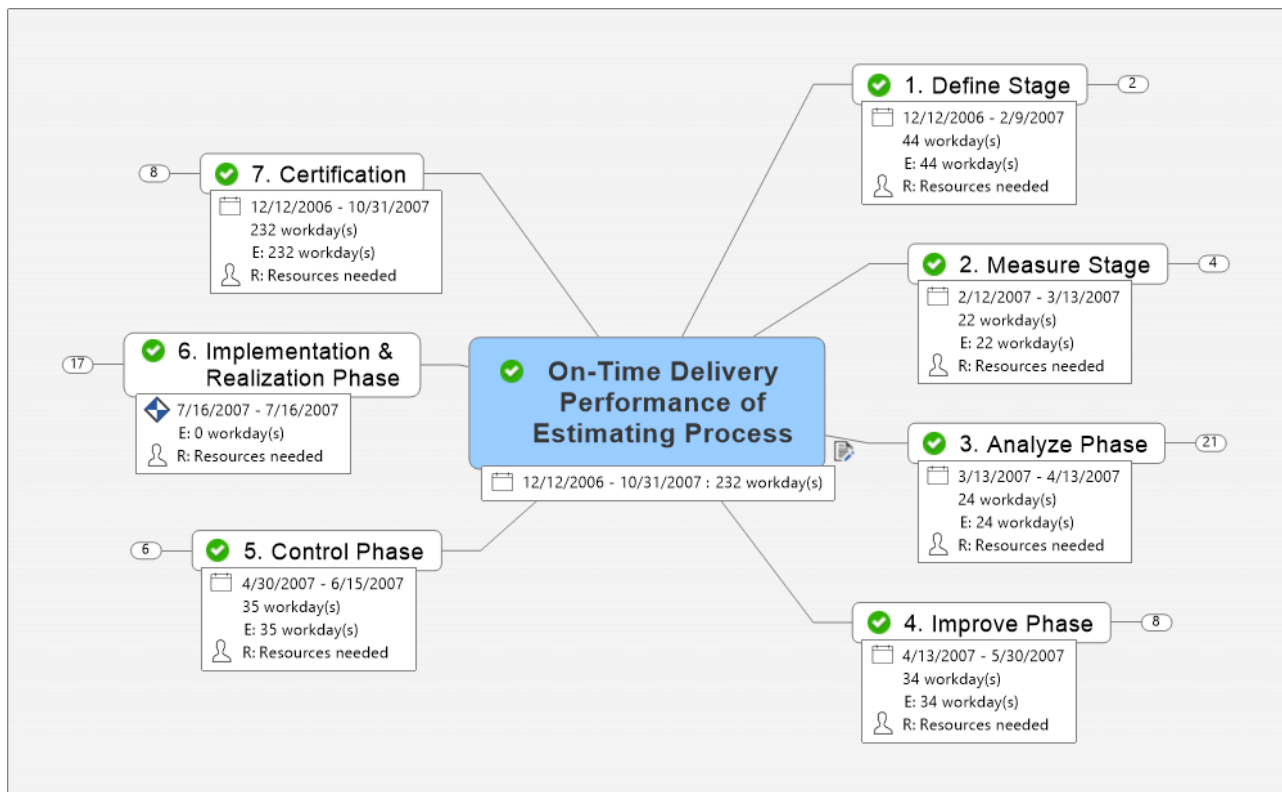 On-Time Delivery
Performance of
Estimating Process
12/12/2006 - 10/31/2007 : 232 workday(s)
1. Define Stage
2
12/12/2006 - 2/9/2007
44 workday(s)
E: 44 workday(s)
R: Resources needed
2. Measure Stage
4
2/12/2007 - 3/13/2007
22 workday(s)
E: 22 workday(s)
R: Resources needed
3. Analyze Phase
21
3/13/2007 - 4/13/2007
24 workday(s)
E: 24 workday(s)
R: Resources needed
4. Improve Phase
8
4/13/2007 - 5/30/2007
34 workday(s)
E: 34 workday(s)
R: Resources needed
5. Control Phase
6
4/30/2007 - 6/15/2007
35 workday(s)
E: 35 workday(s)
R: Resources needed
6. Implementation &
Realization Phase
17
7/16/2007 - 7/16/2007
E: 0 workday(s)
R: Resources needed
7. Certification
8
12/12/2006 - 10/31/2007
232 workday(s)
E: 232 workday(s)
R: Resources needed